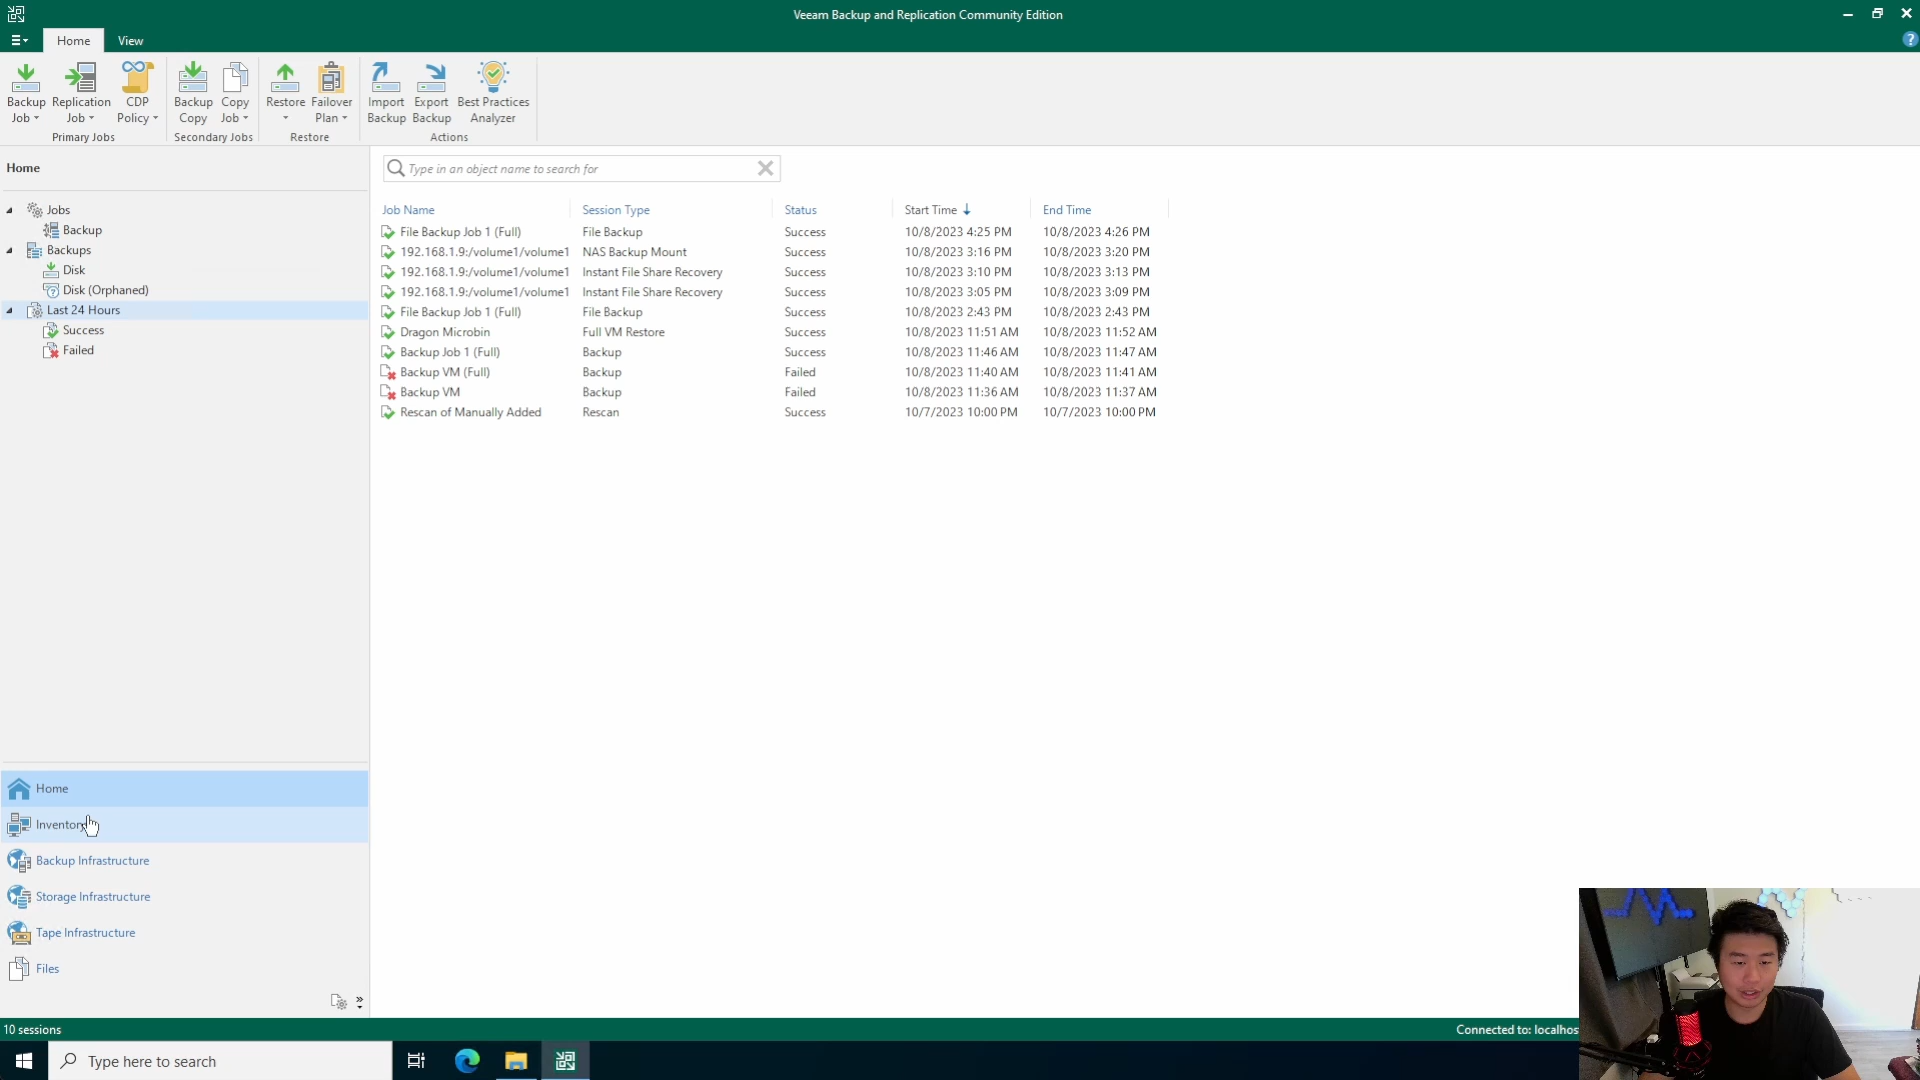 Veeam Backup and Replication Community Edition
Home View
Backup Job
Replication Job
CDP Policy
Primary Jobs
Backup Copy
Copy Job
Secondary Jobs
Restore
Failover Plan
Restore
Import Backup
Export Backup
Best Practices Analyzer
Actions
Home
Type in an object name to search for
Jobs
Backup
Backups
Disk
Disk (Orphaned)
Last 24 Hours
Success
Failed
Job Name Session Type Status Start Time End Time
File Backup Job 1 (Full) File Backup Success 10/8/2023 4:25 PM 10/8/2023 4:26 PM
192.168.1.9:/volume1/volume1 NAS Backup Mount Success 10/8/2023 3:16 PM 10/8/2023 3:20 PM
192.168.1.9:/volume1/volume1 Instant File Share Recovery Success 10/8/2023 3:10 PM 10/8/2023 3:13 PM
192.168.1.9:/volume1/volume1 Instant File Share Recovery Success 10/8/2023 3:05 PM 10/8/2023 3:09 PM
File Backup Job 1 (Full) File Backup Success 10/8/2023 2:43 PM 10/8/2023 2:43 PM
Dragon Microbin Full VM Restore Success 10/8/2023 11:51 AM 10/8/2023 11:52 AM
Backup Job 1 (Full) Backup Success 10/8/2023 11:46 AM 10/8/2023 11:47 AM
Backup VM (Full) Backup Failed 10/8/2023 11:40 AM 10/8/2023 11:41 AM
Backup VM Backup Failed 10/8/2023 11:36 AM 10/8/2023 11:37 AM
Rescan of Manually Added Rescan Success 10/7/2023 10:00 PM 10/7/2023 10:00 PM
Home
Inventory
Backup Infrastructure
Storage Infrastructure
Tape Infrastructure
Files
10 sessions
Connected to: localhos
Type here to search